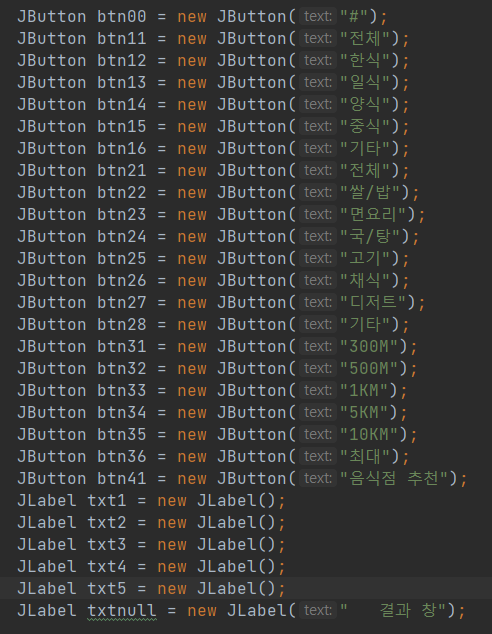 JButton btn00 = new JButton( text: "#");
JButton btn11 = new JButton( text: "전체");
JButton btn12 = new JButton( text: "한식");
JButton btn13 = new JButton( text: "일식");
JButton btn14 = new JButton( text: "양식");
JButton btn15 = new JButton( text: "중식");
JButton btn16 = new JButton( text: "기타");
JButton btn21 = new JButton( text: "전체");
JButton btn22 = new JButton( text: "쌀/밥");
JButton btn23 = new JButton( text: "면요리");
JButton btn24 = new JButton( text: "국/탕");
JButton btn25 = new JButton( text: "고기");
JButton btn26 = new JButton( text: "채식");
JButton btn27 = new JButton( text: "디저트");
JButton btn28 = new JButton( text: "기타");
JButton btn31 = new JButton( text: "300M");
JButton btn32 = new JButton( text: "500M");
JButton btn33 = new JButton( text: "1KM");
JButton btn34 = new JButton( text: "5KM");
JButton btn35 = new JButton( text: "10KM");
JButton btn36 = new JButton( text: "최대");
JButton btn41 = new JButton( text: "음식점 추천");
JLabel txt1 = new JLabel();
JLabel txt2 = new JLabel();
JLabel txt3 = new JLabel();
JLabel txt4 = new JLabel();
JLabel txt5 = new JLabel();
JLabel txtnull = new JLabel( text: "   결과 창");